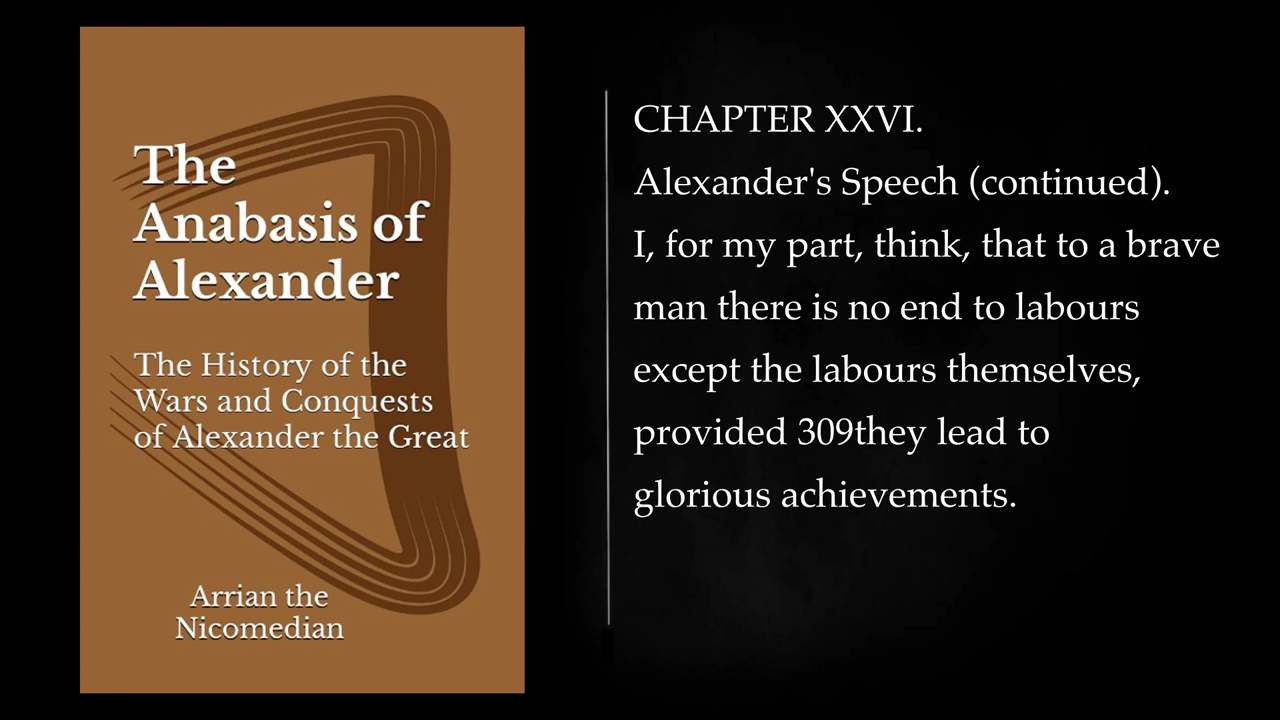 The
Anabasis of
Alexander
The History of the
Wars and Conquests
of Alexander the Great
Arrian the
Nicomedian
CHAPTER XXVI.
Alexander's Speech (continued).
I, for my part, think, that to a brave
man there is no end to labours
except the labours themselves,
provided 309they lead to
glorious achievements.